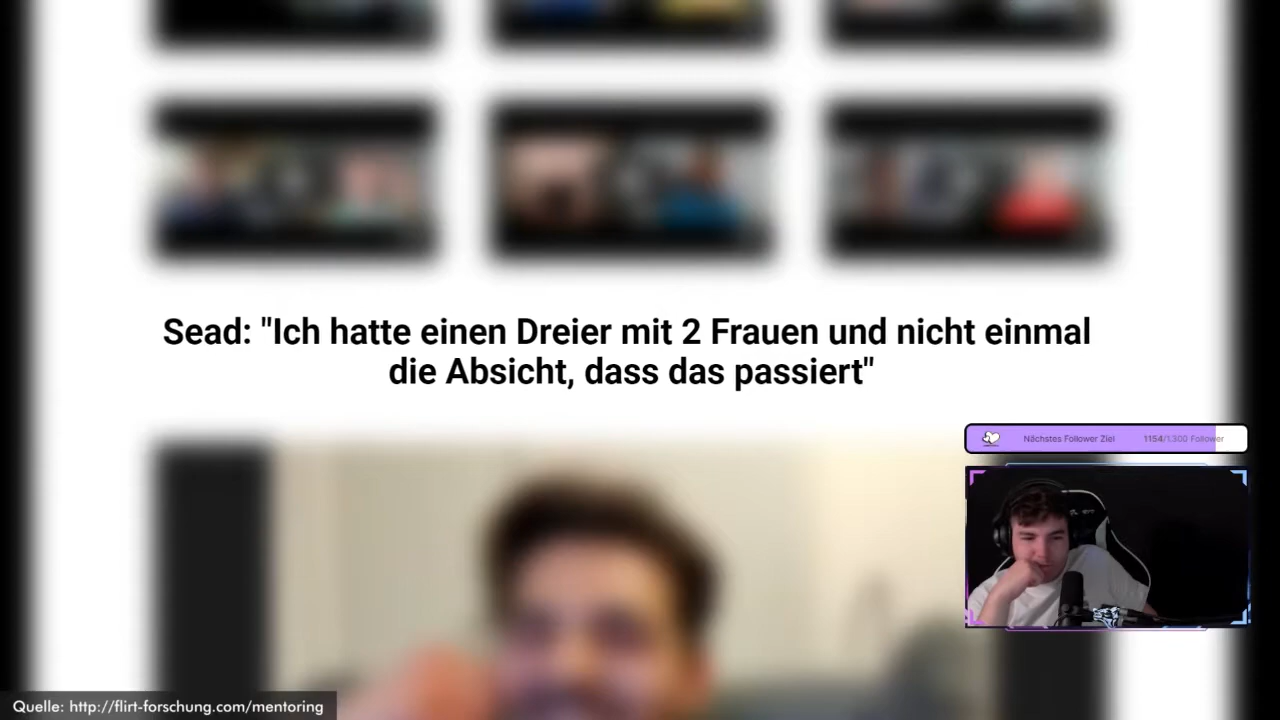 Sead: "Ich hatte einen Dreier mit 2 Frauen und nicht einmal
die Absicht, dass das passiert"
Nächstes Follower Ziel 1154/1.300 Follower
Quelle: http://flirt-forschung.com/mentoring